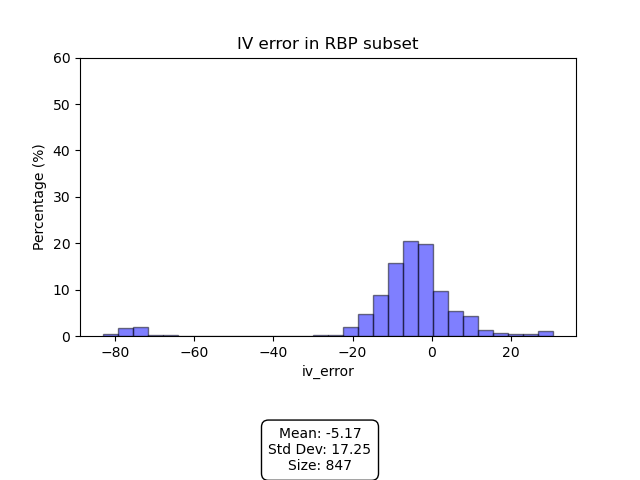 IV error in RBP subset
60
50
40
30
20
10
0
Percentage (%)
−80
−60
−40
−20
0
20
iv_error
Mean: -5.17
Std Dev: 17.25
Size: 847